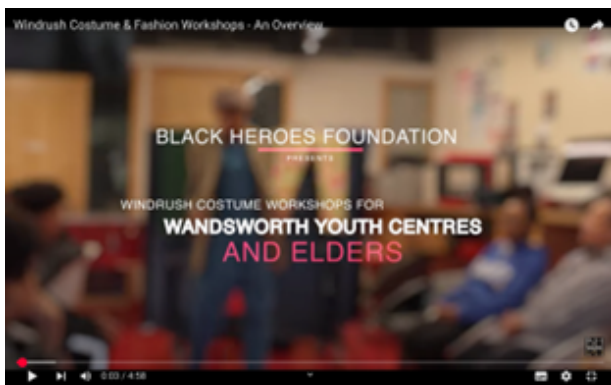 Windrush Costume & Fashion Workshops - An Overview
BLACK HEROES FOUNDATION
PRESENTS
WINDRUSH COSTUME WORKSHOPS FOR
WANDSWORTH YOUTH CENTRES
AND ELDERS
0:03 / 4:58